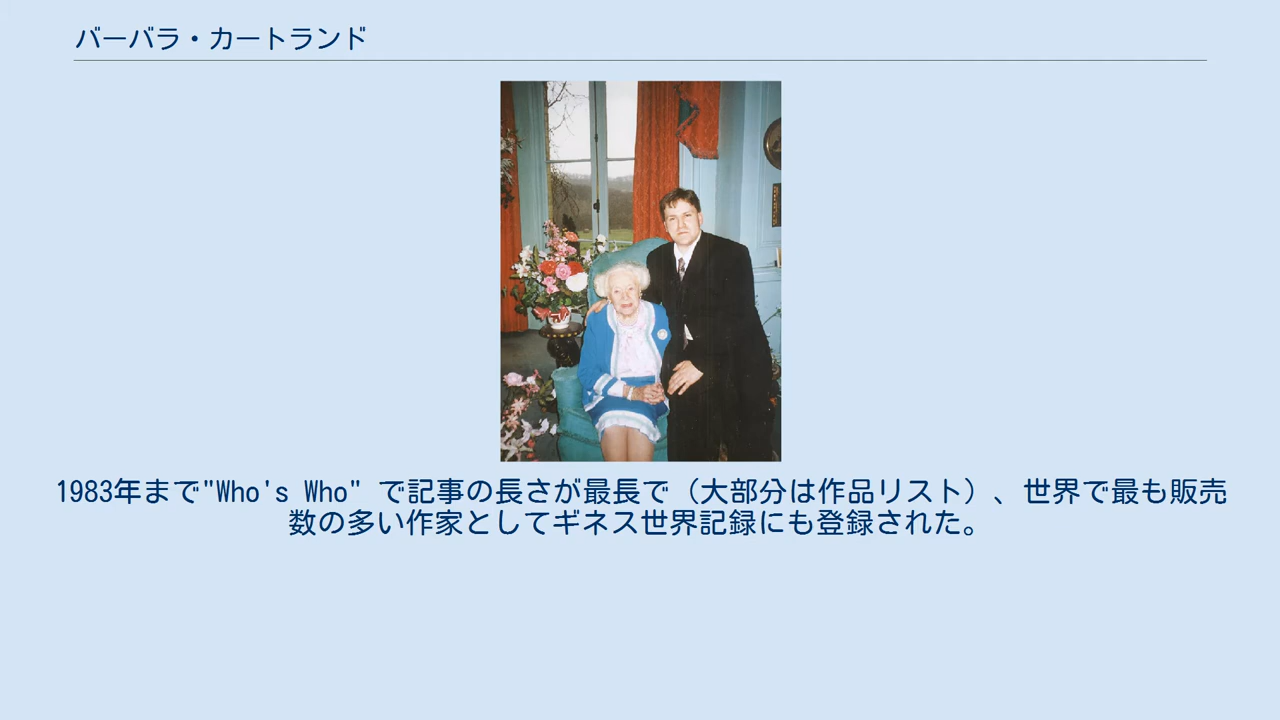 バーバラ・カートランド
1983年まで"Who's Who" で記事の長さが最長で（大部分は作品リスト）、世界で最も販売
数の多い作家としてギネス世界記録にも登録された。